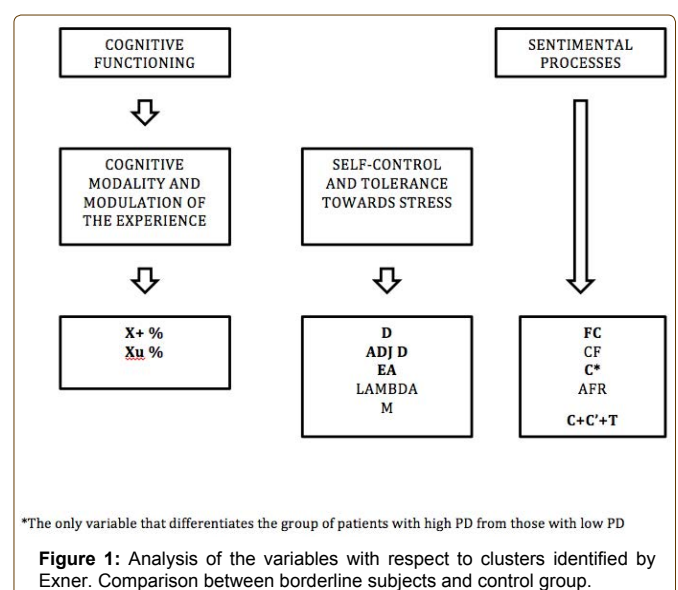 COGNITIVE
FUNCTIONING
SENTIMENTAL
PROCESSES
COGNITIVE
MODALITY AND
MODULATION OF
THE EXPERIENCE
SELF-CONTROL
AND TOLERANCE
TOWARDS STRESS
X+ %
Xu %
D
ADJ D
EA
LAMBDA
M
FC
CF
C*
AFR
C+C'+T
*The only variable that differentiates the group of patients with high PD from those with low PD
Figure 1: Analysis of the variables with respect to clusters identified by
Exner. Comparison between borderline subjects and control group.